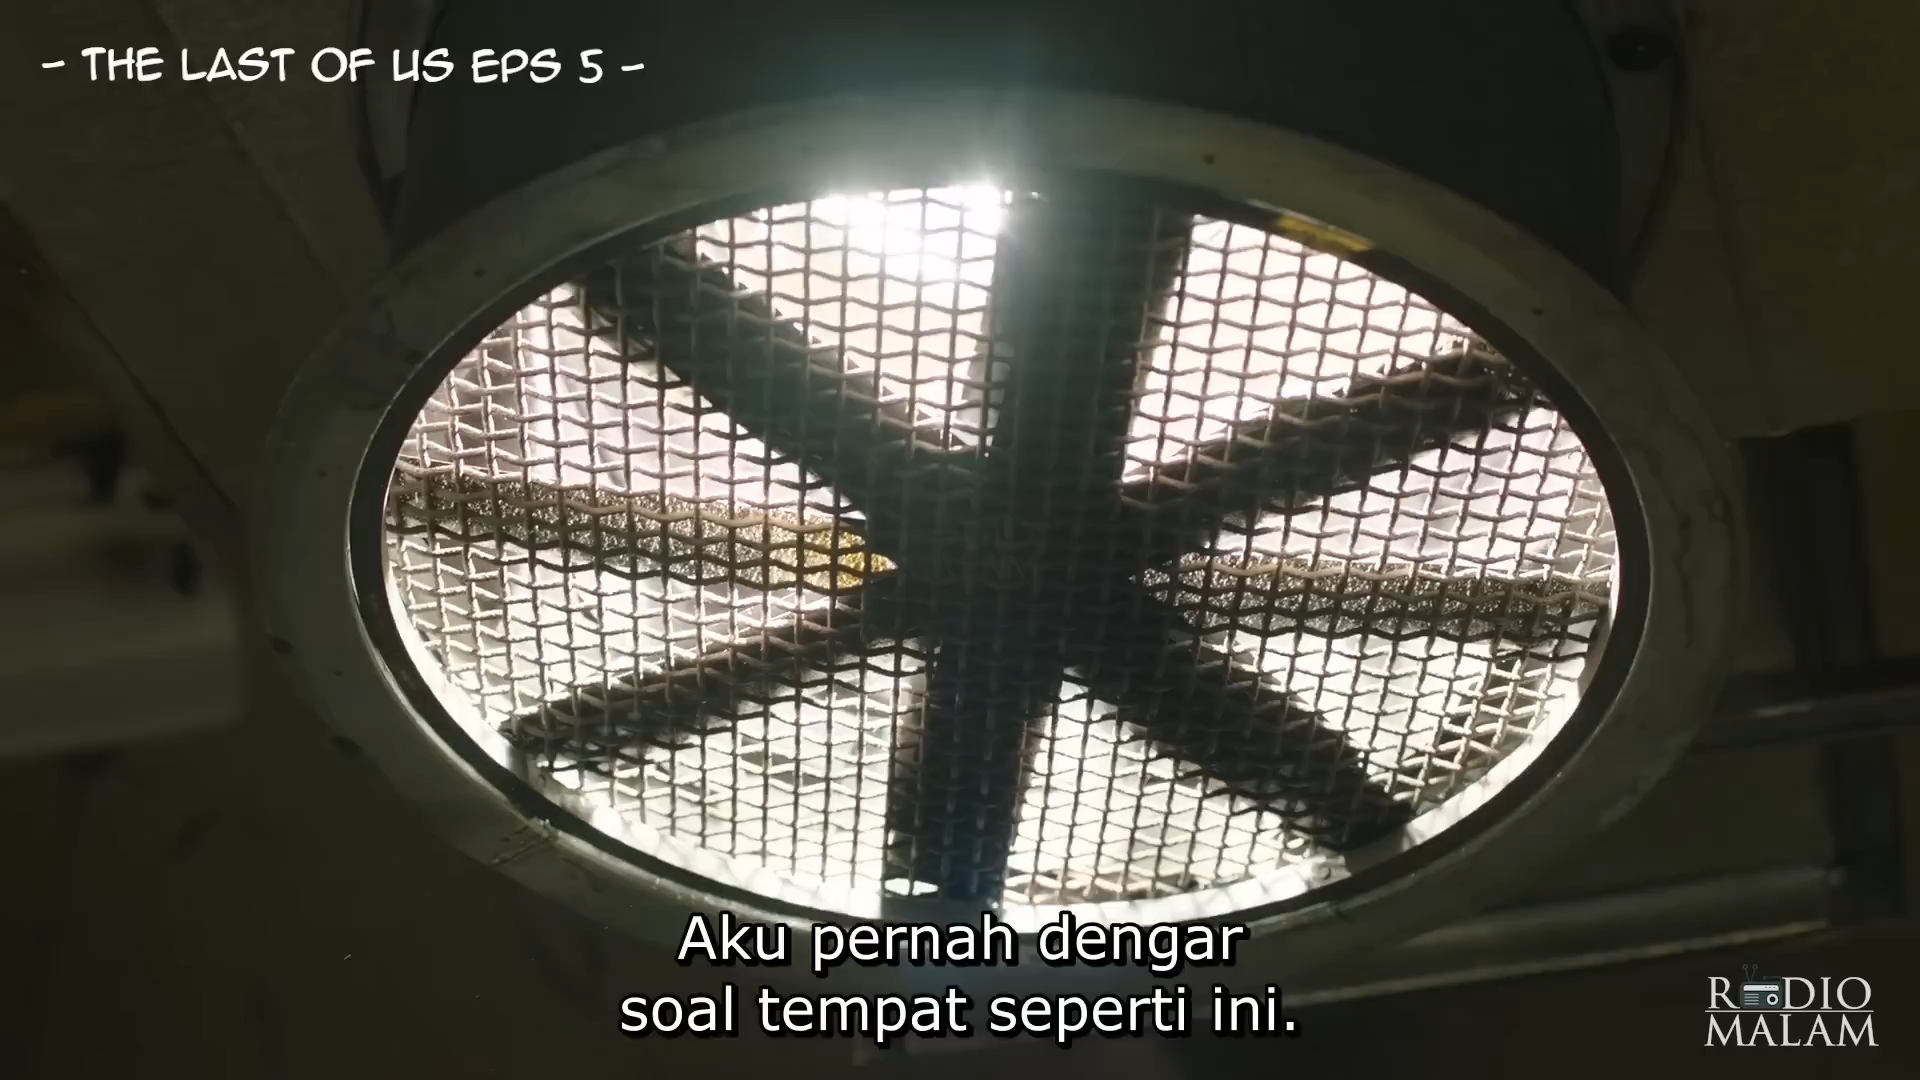 - THE LAST OF US EPS 5 -
Aku pernah dengar
soal tempat seperti ini.
RADIO
MALAM